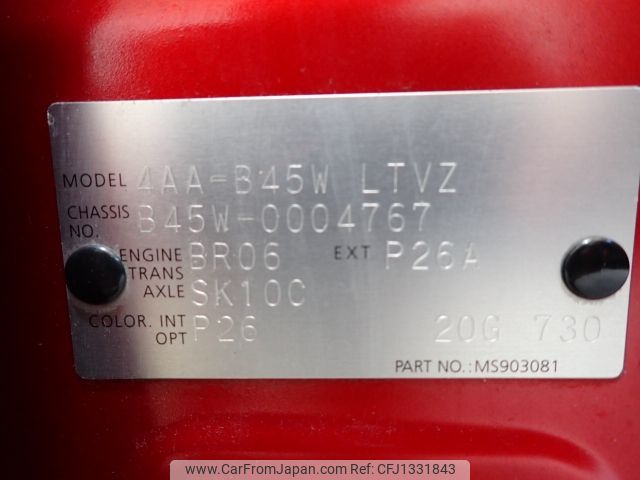 MODEL 4AA-B45W LTVZ
CHASSIS NO. B45W-0004767
ENGINE BR06 EXT P26A
TRANS AXLE SK10C
COLOR. INT P26 20G 730
OPT
PART NO.:MS903081
www.CarFromJapan.com | CFJ1331843